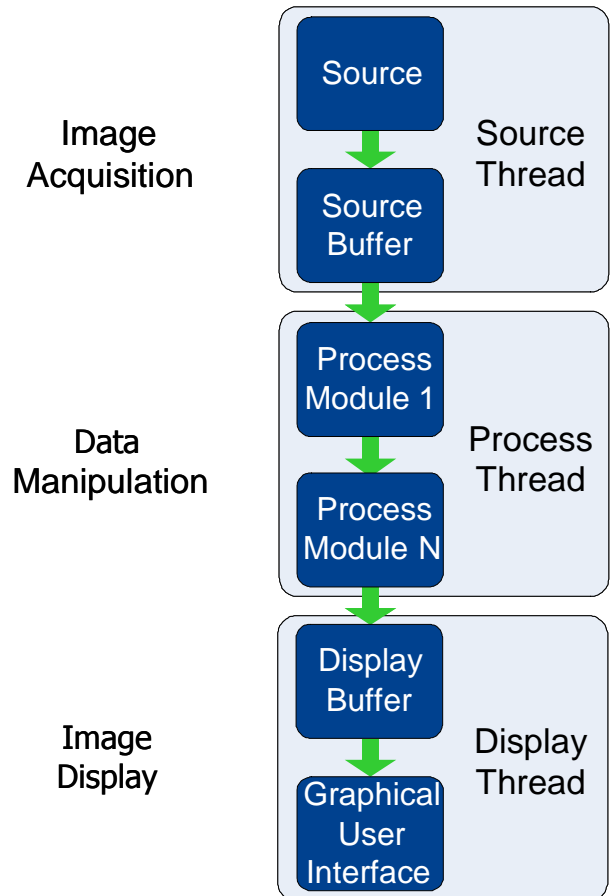 Image
Acquisition
Source
Source
Buffer
Source
Thread
Data
Manipulation
Process
Module 1
Process
Module N
Process
Thread
Image
Display
Display
Buffer
Graphical
User
Interface
Display
Thread